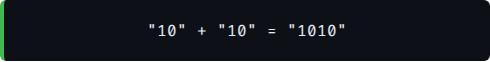 "10" + "10" = "1010"